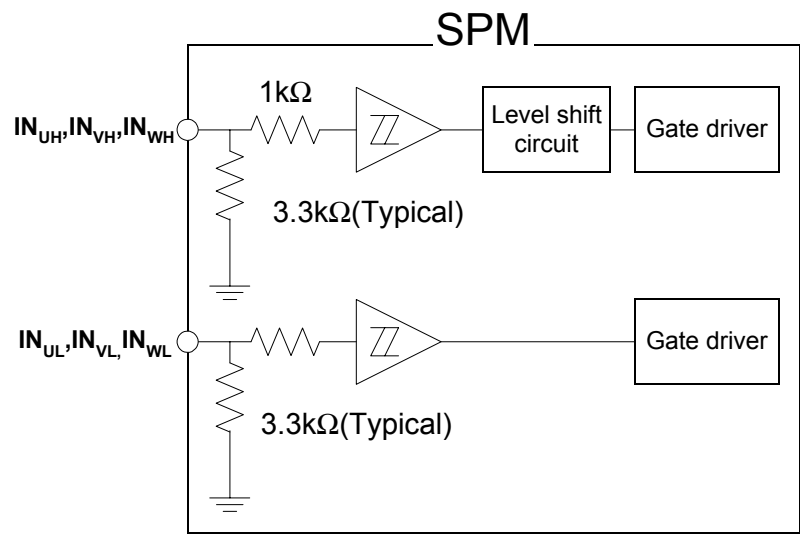 SPM
1kΩ
IN_UH,IN_VH,IN_WH
Level shift
circuit
Gate driver
3.3kΩ(Typical)
IN_UL,IN_VL,IN_WL
Gate driver
3.3kΩ(Typical)